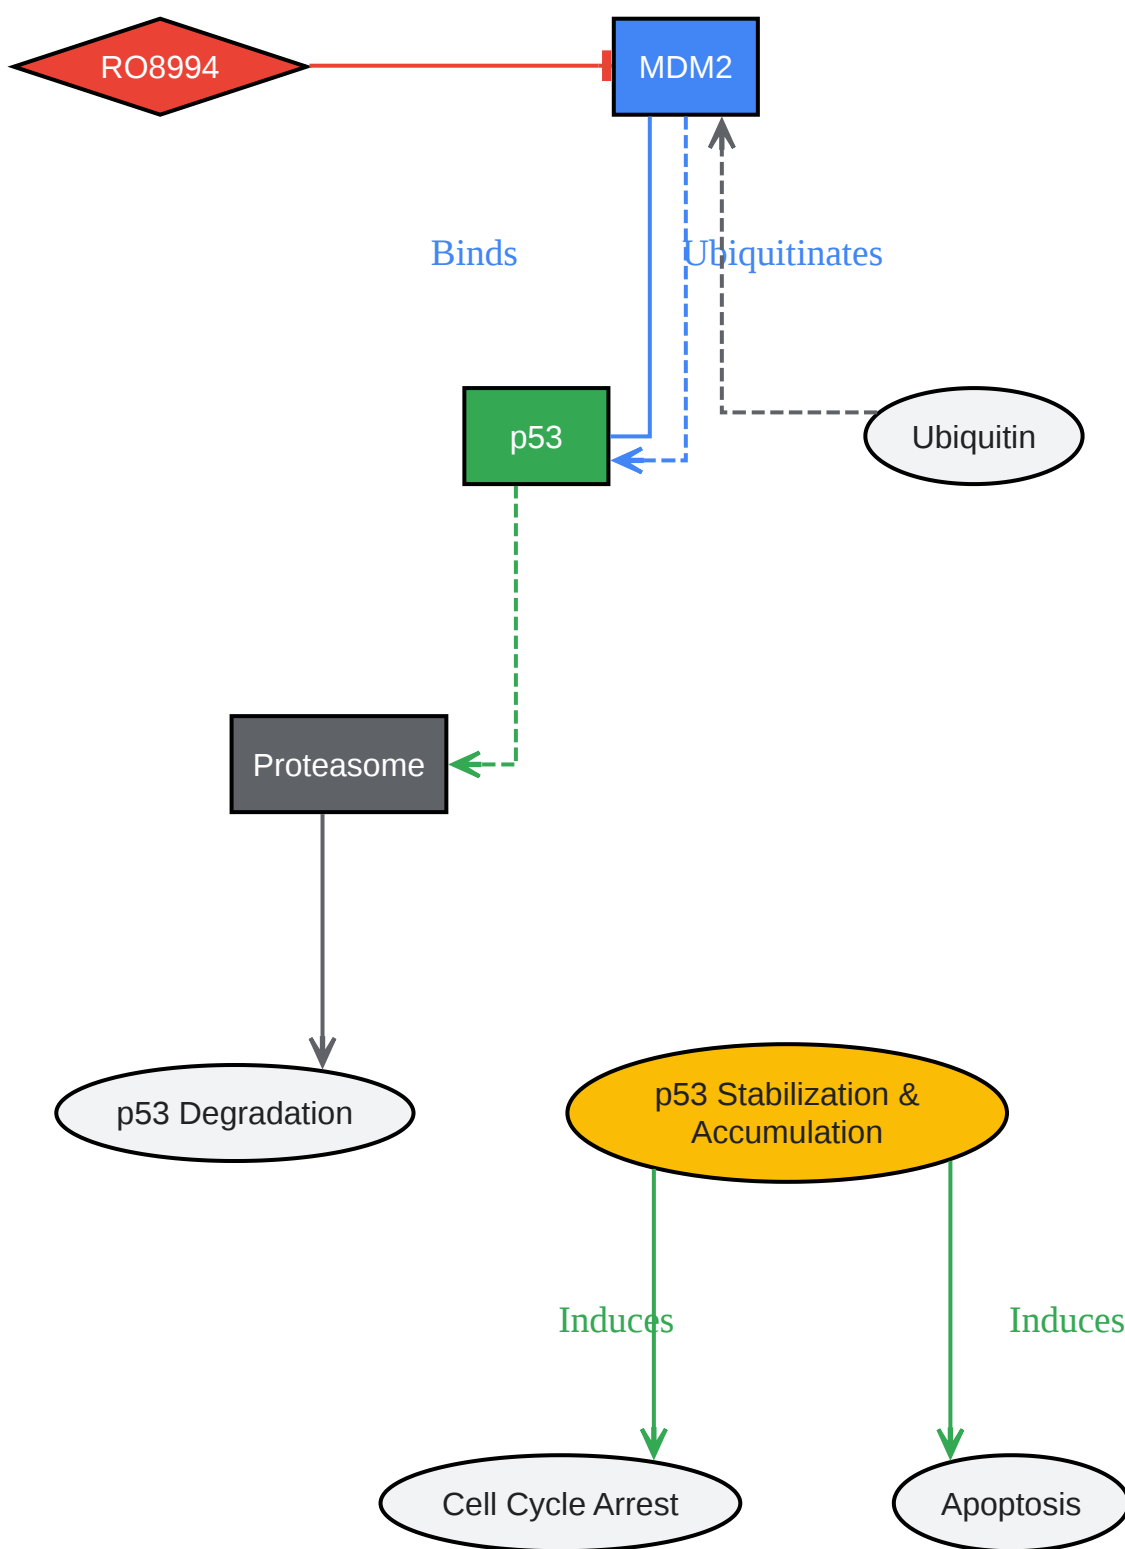 RO8994
MDM2
Binds
Ubiquitinates
p53
Ubiquitin
Proteasome
p53 Degradation
p53 Stabilization &
Accumulation
Induces
Induces
Cell Cycle Arrest
Apoptosis